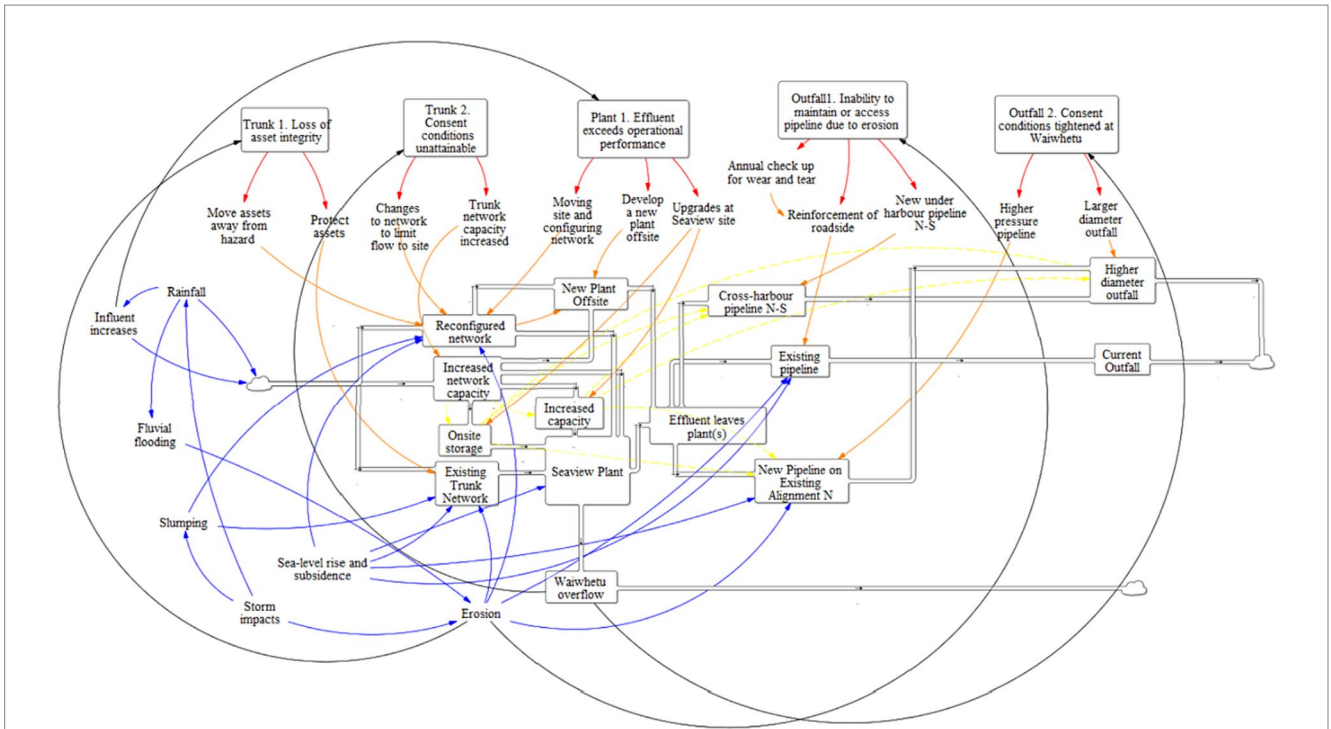 Trunk 1. Loss of
asset integrity
Trunk 2.
Consent
conditions
unattainable
Plant 1. Effluent
exceeds operational
performance
Outfall1. Inability to
maintain or access
pipeline due to erosion
Outfall 2. Consent
conditions tightened at
Waiwhetu
Move assets
away from
hazard
Protect
assets
Changes
to network
to limit
flow to site
Trunk
network
capacity
increased
Moving
site and
configuring
network
Develop
a new
plant
offsite
Upgrades at
Seaview site
Annual check up
for wear and tear
Reinforcement of
roadside
New under
harbour pipeline
N-S
Higher
pressure
pipeline
Larger
diameter
outfall
Rainfall
Influent
increases
New Plant
Offsite
Cross-harbour
pipeline N-S
Higher
diameter
outfall
Reconfigured
network
Increased
network
capacity
Existing
pipeline
Current
Outfall
Fluvial
flooding
Onsite
storage
Increased
capacity
Effluent leaves
plant(s)
Existing
Trunk
Network
Seaview Plant
New Pipeline on
Existing
Alignment N
Slumping
Sea-level rise and
subsidence
Storm
impacts
Erosion
Waiwhetu
overflow